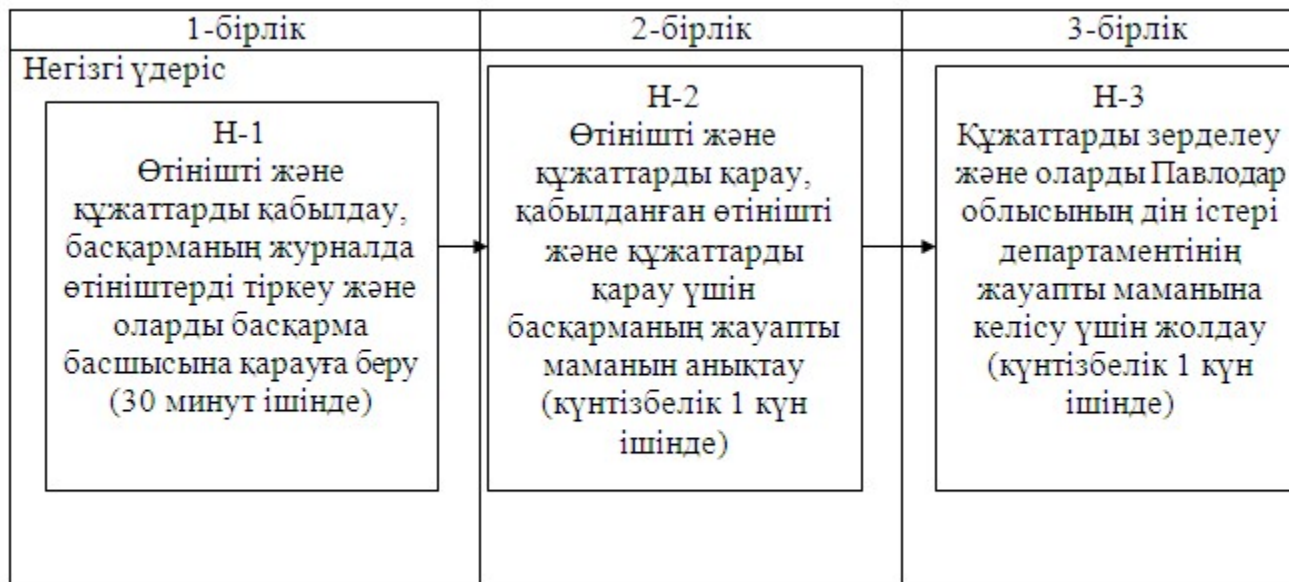 1-бірлік
2-бірлік
3-бірлік
Негізгі үдеріс
Н-1
Өтінішті және
құжаттарды қабылдау,
басқарманың журналда
өтініштерді тіркеу және
оларды басқарма
басшысына қарауға беру
(30 минут ішінде)
Н-2
Өтінішті және
құжаттарды қарау,
қабылданған өтінішті
және құжаттарды
қарау үшін
басқарманың жауапты
маманын анықтау
(күнтізбелік 1 күн
ішінде)
Н-3
Құжаттарды зерделеу
және оларды Павлодар
облысының дін істері
департаментінің
жауапты маманына
келісу үшін жолдау
(күнтізбелік 1 күн
ішінде)